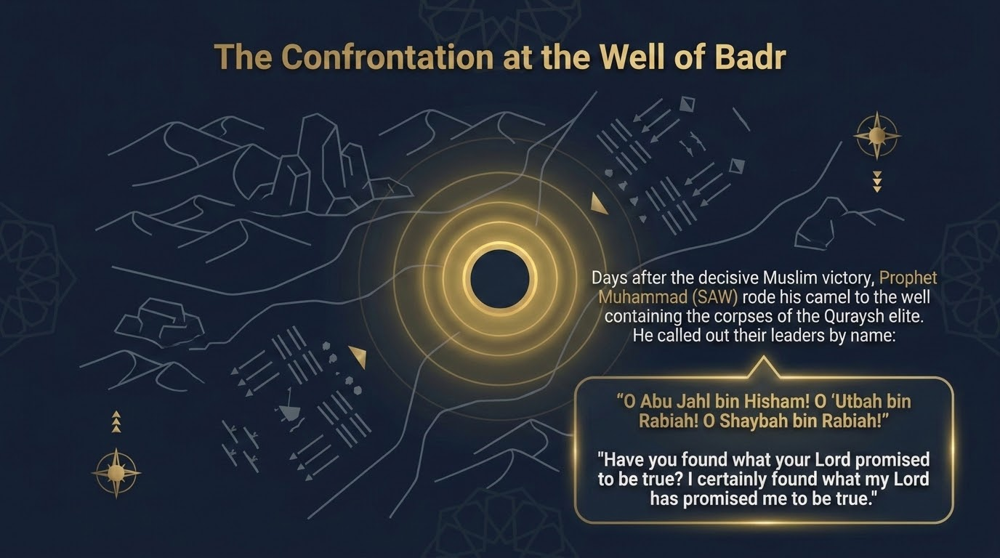 The Confrontation at the Well of Badr
Days after the decisive Muslim victory, Prophet
Muhammad (SAW) rode his camel to the well
containing the corpses of the Quraysh elite.
He called out their leaders by name:
“O Abu Jahl bin Hisham! O ‘Utbah bin
Rabiah! O Shaybah bin Rabiah!”
"Have you found what your Lord promised
to be true? I certainly found what my Lord
has promised me to be true."